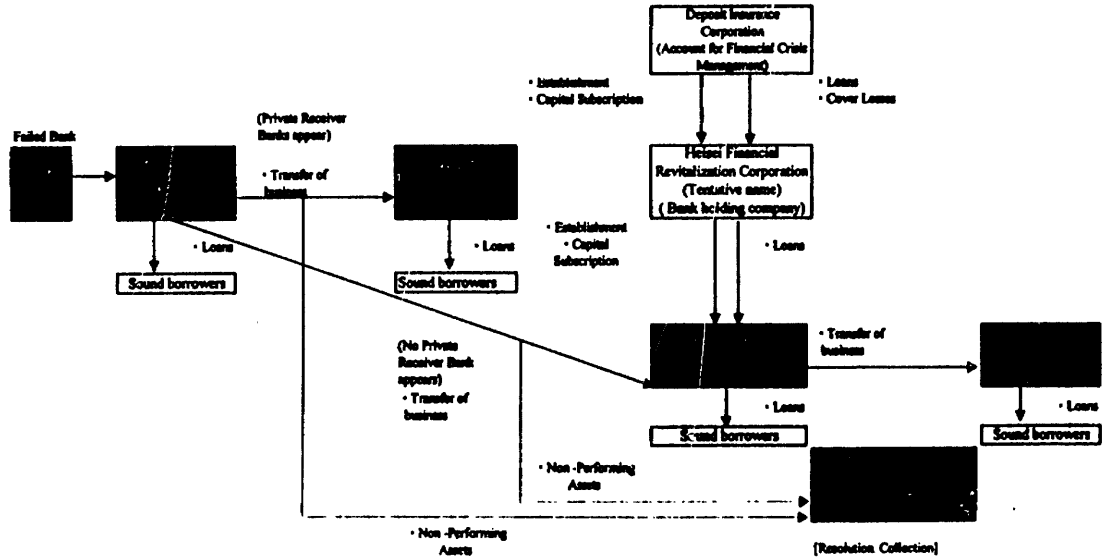 Deposit Insurance
Corporation
(Account for Financial Crisis
Management)
· Establishment
· Capital Subscription
· Loans
· Cover Losses
(Private Receiver
Banks appear)
Failed Bank
· Transfer of
business
Heisei Financial
Revitalization Corporation
(Tentative name)
( Bank holding company)
· Loans
· Loans
· Establishment
· Capital
Subscription
· Loans
Sound borrowers
Sound borrowers
(No Private
Receiver Bank
appears)
· Transfer of
business
· Transfer of
business
· Loans
· Loans
Sound borrowers
Sound borrowers
· Non -Performing
Assets
· Non -Performing
Assets
[Resolution Collection]